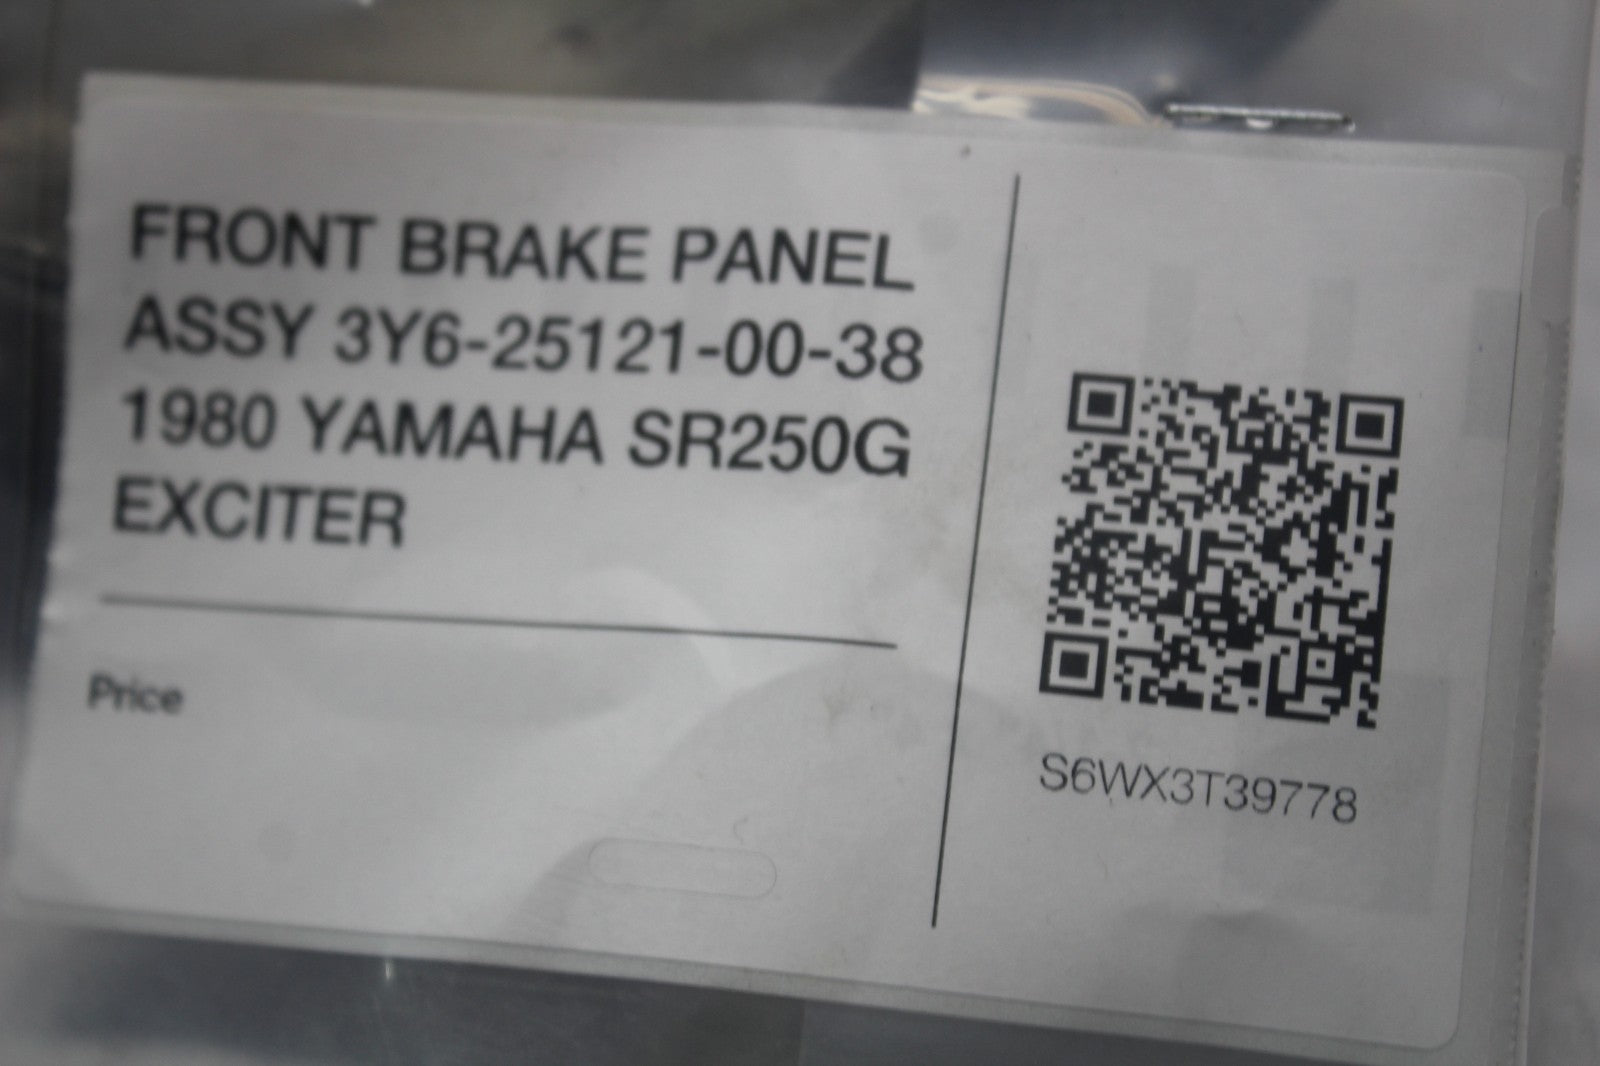 FRONT BRAKE PANEL
ASSY 3Y6-25121-00-38
1980 YAMAHA SR250G
EXCITER
Price
S6WX3T39778